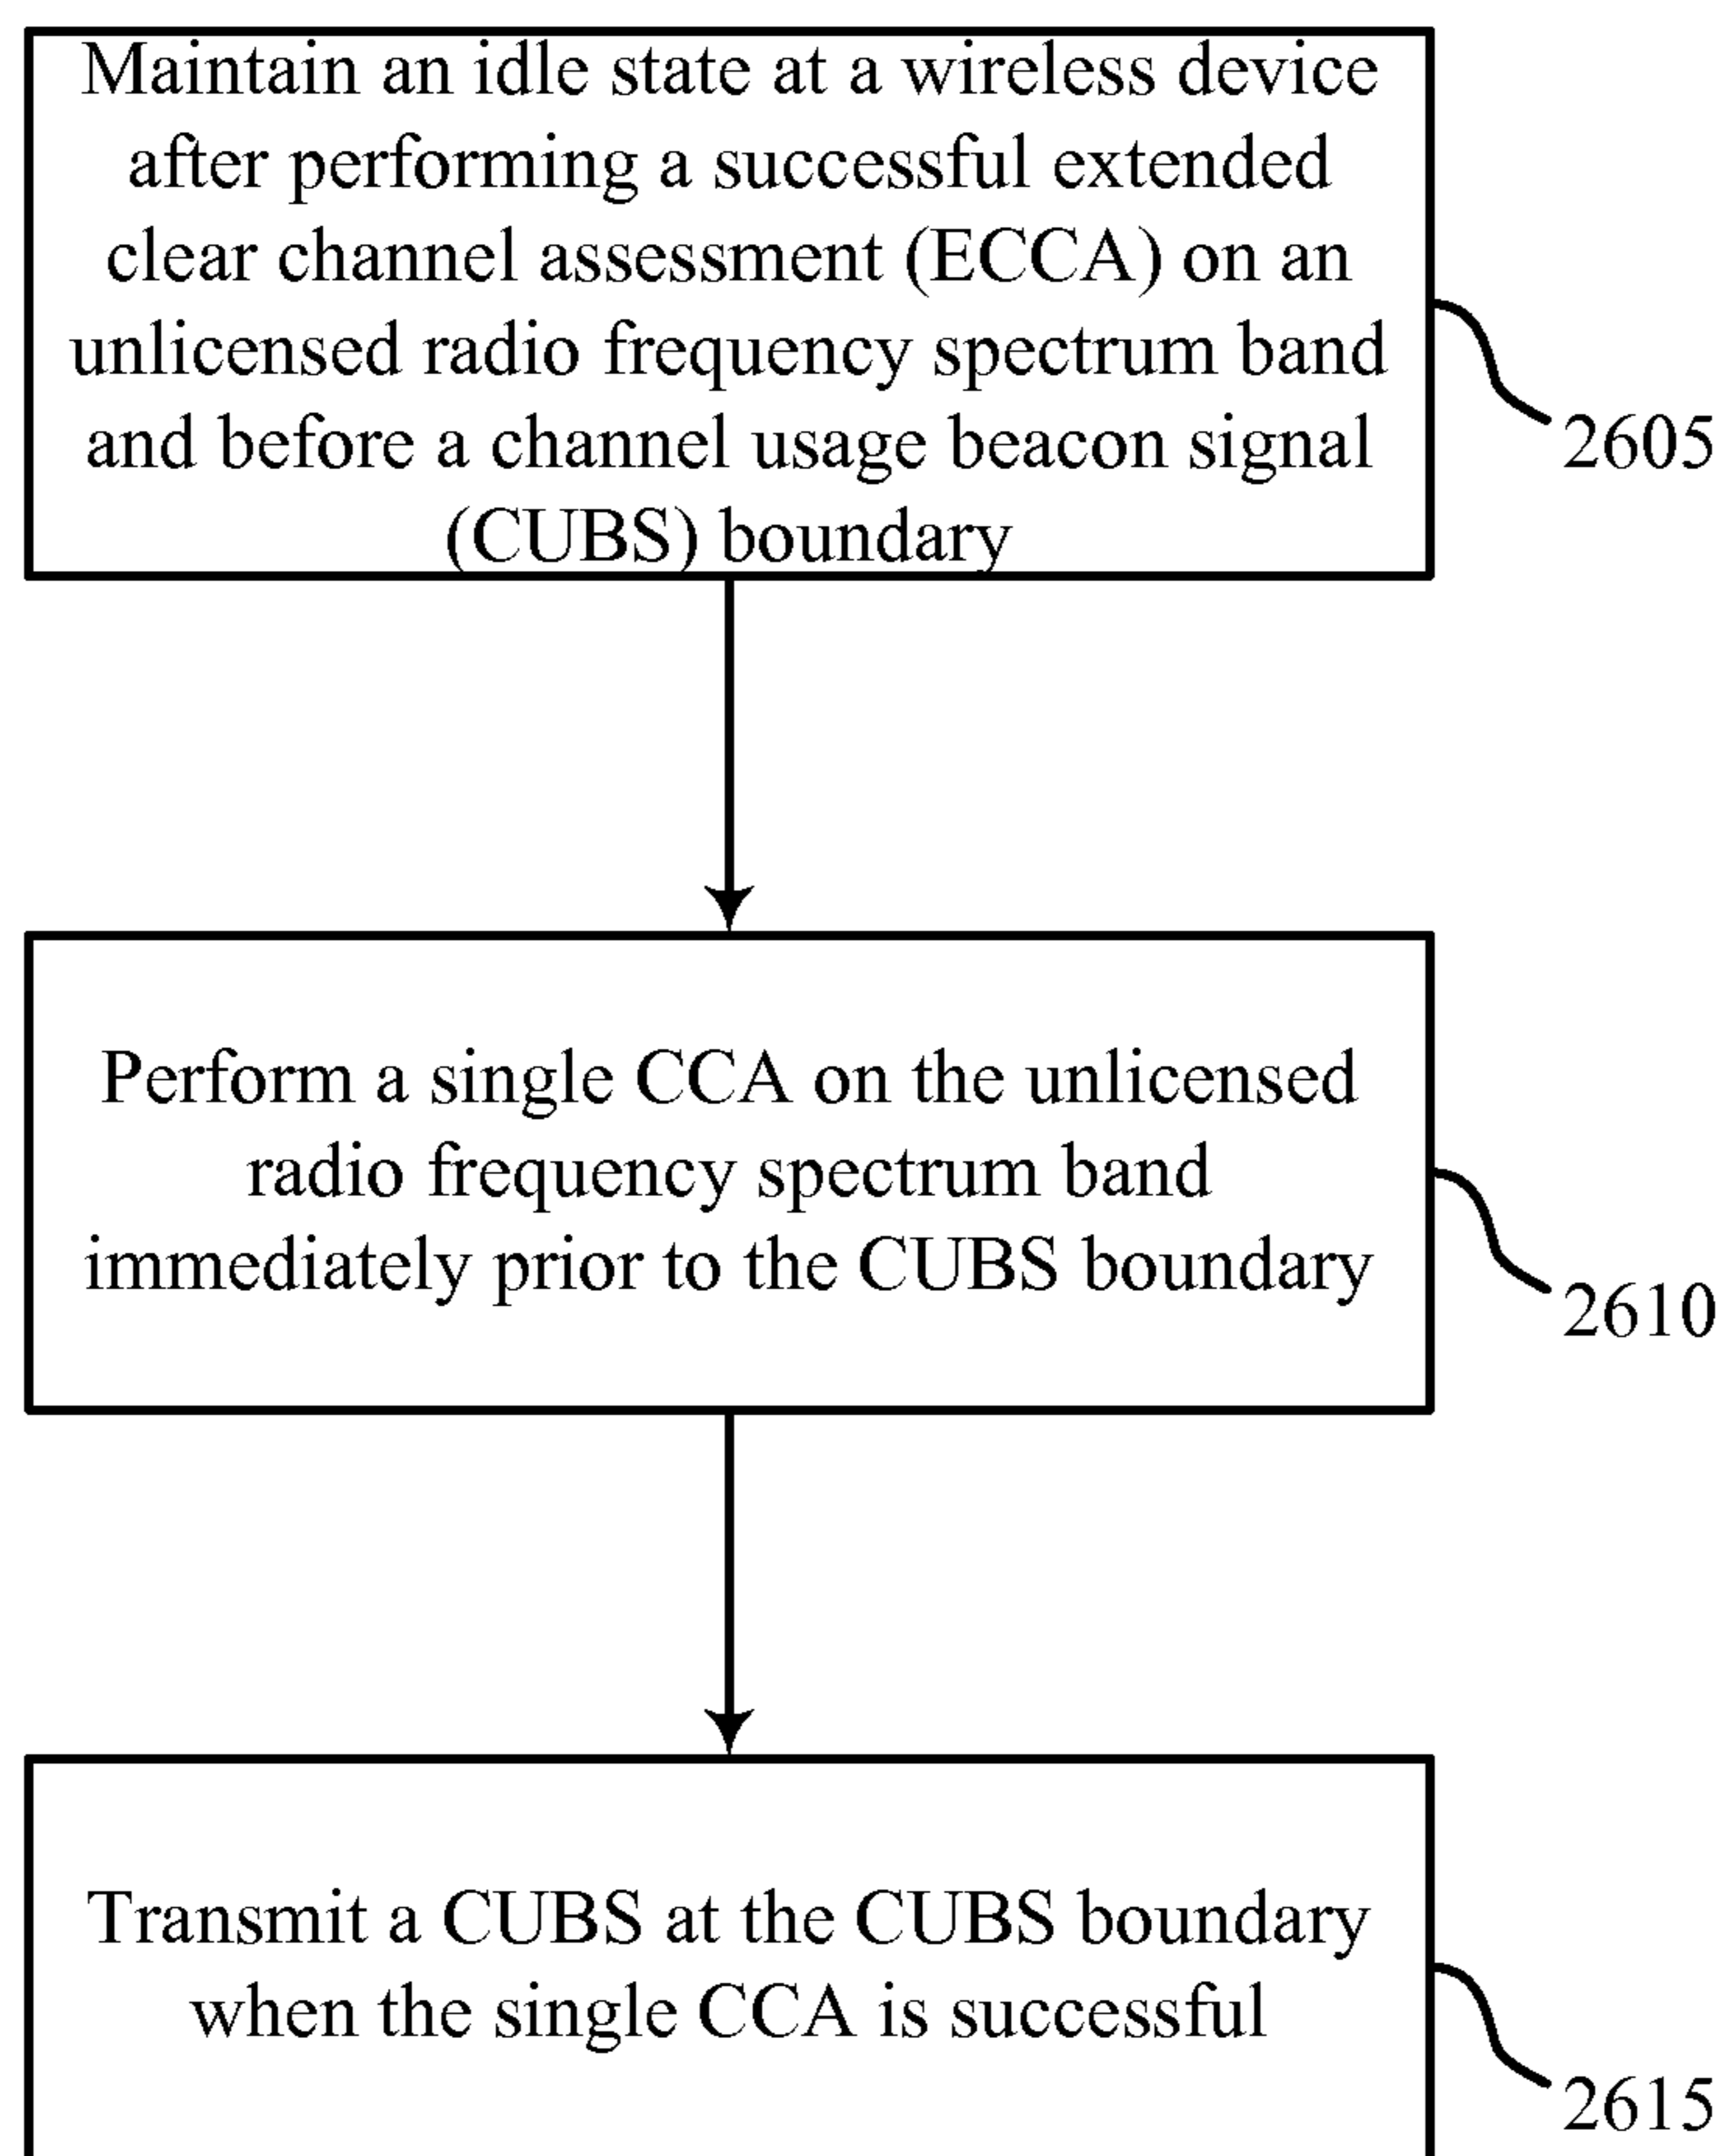 Maintain an idle state at a wireless device
after performing a successful extended
clear channel assessment (ECCA) on an
unlicensed radio frequency spectrum band
and before a channel usage beacon signal
(CUBS) boundary
2605
Perform a single CCA on the unlicensed
radio frequency spectrum band
immediately prior to the CUBS boundary
2610
Transmit a CUBS at the CUBS boundary
when the single CCA is successful
2615